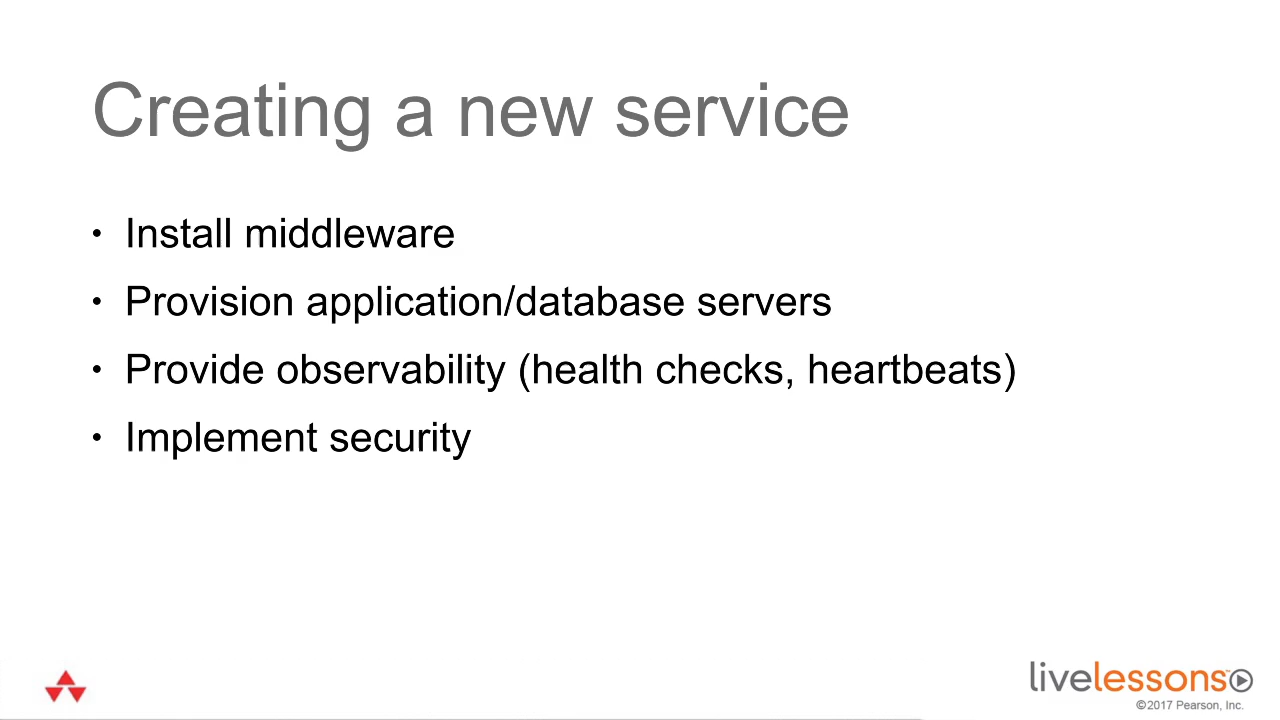 Creating a new service
• Install middleware
• Provision application/database servers
• Provide observability (health checks, heartbeats)
• Implement security
livelessons™
©2017 Pearson, Inc.